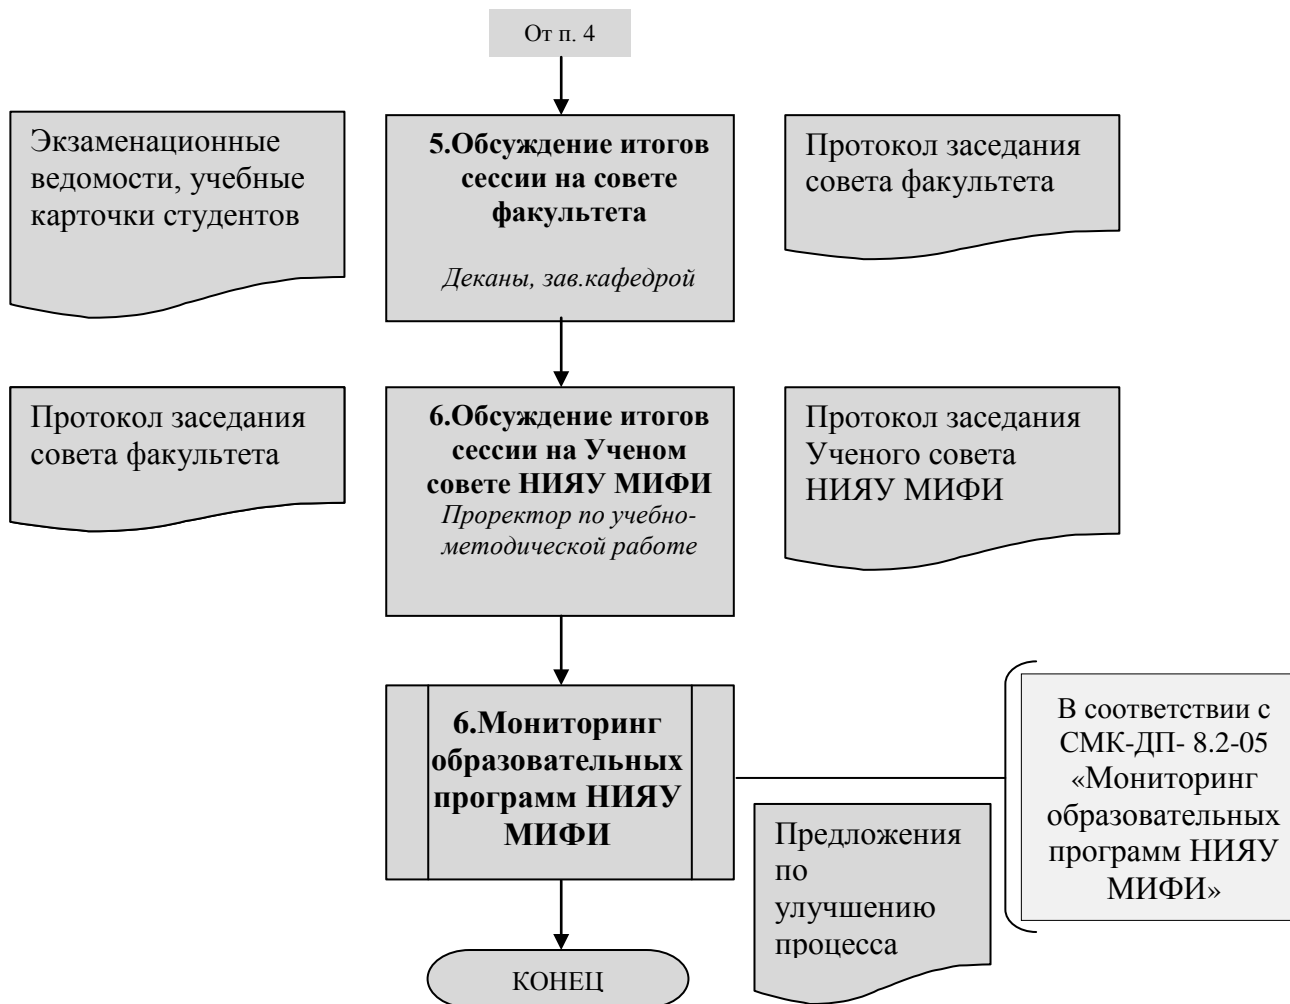 От п. 4
Экзаменационные
ведомости, учебные
карточки студентов
5.Обсуждение итогов
сессии на совете
факультета
Деканы, зав.кафедрой
Протокол заседания
совета факультета
Протокол заседания
совета факультета
6.Обсуждение итогов
сессии на Ученом
совете НИЯУ МИФИ
Проректор по учебно-
методической работе
Протокол заседания
Ученого совета
НИЯУ МИФИ
6.Мониторинг
образовательных
программ НИЯУ
МИФИ
В соответствии с
СМК-ДП- 8.2-05
«Мониторинг
образовательных
программ НИЯУ
МИФИ»
Предложения
по
улучшению
процесса
КОНЕЦ